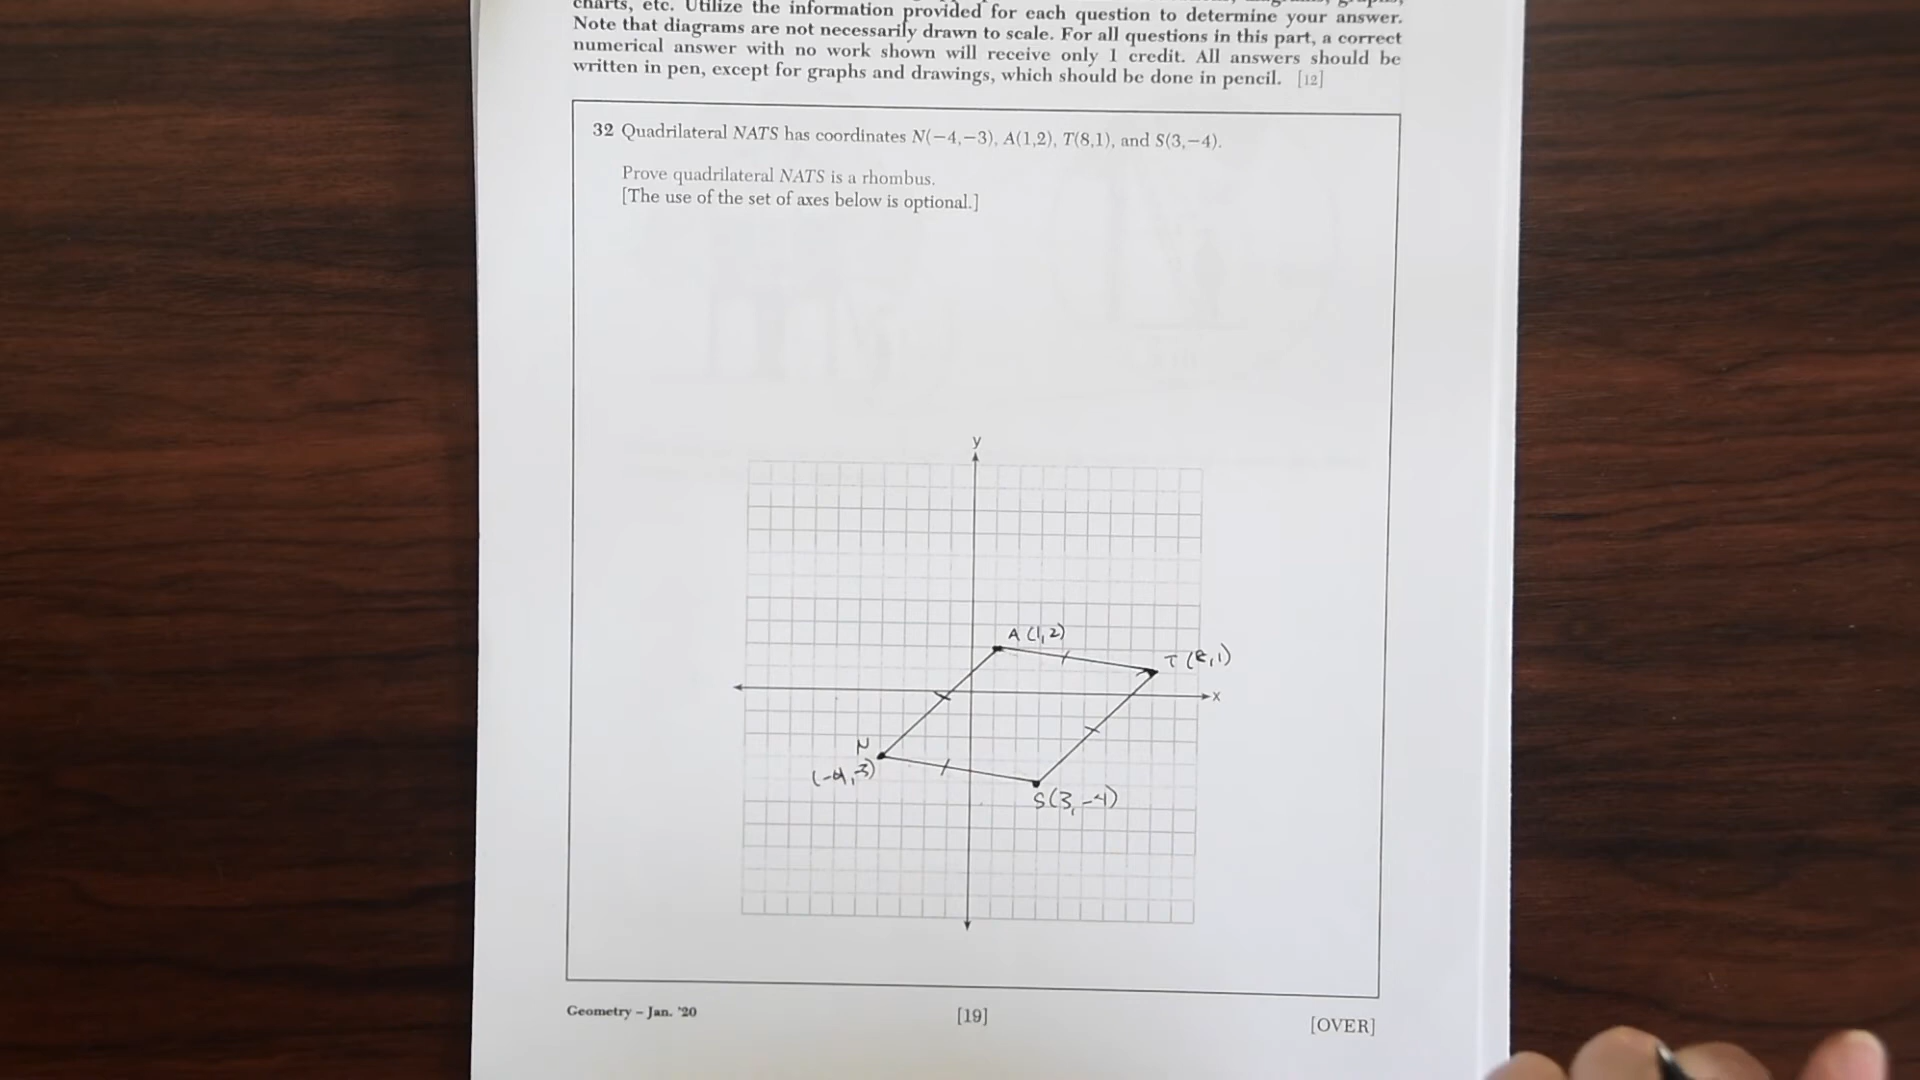 charts, etc. Utilize the information provided for each question to determine your answer.
Note that diagrams are not necessarily drawn to scale. For all questions in this part, a correct
numerical answer with no work shown will receive only 1 credit. All answers should be
written in pen, except for graphs and drawings, which should be done in pencil. [12]
32 Quadrilateral NATS has coordinates N(−4,−3), A(1,2), T(8,1), and S(3,−4).
Prove quadrilateral NATS is a rhombus.
[The use of the set of axes below is optional.]
y
A (1,2)
T (8,1)
x
N
(-4,-3)
S(3,-4)
Geometry – Jan. '20
[19]
[OVER]